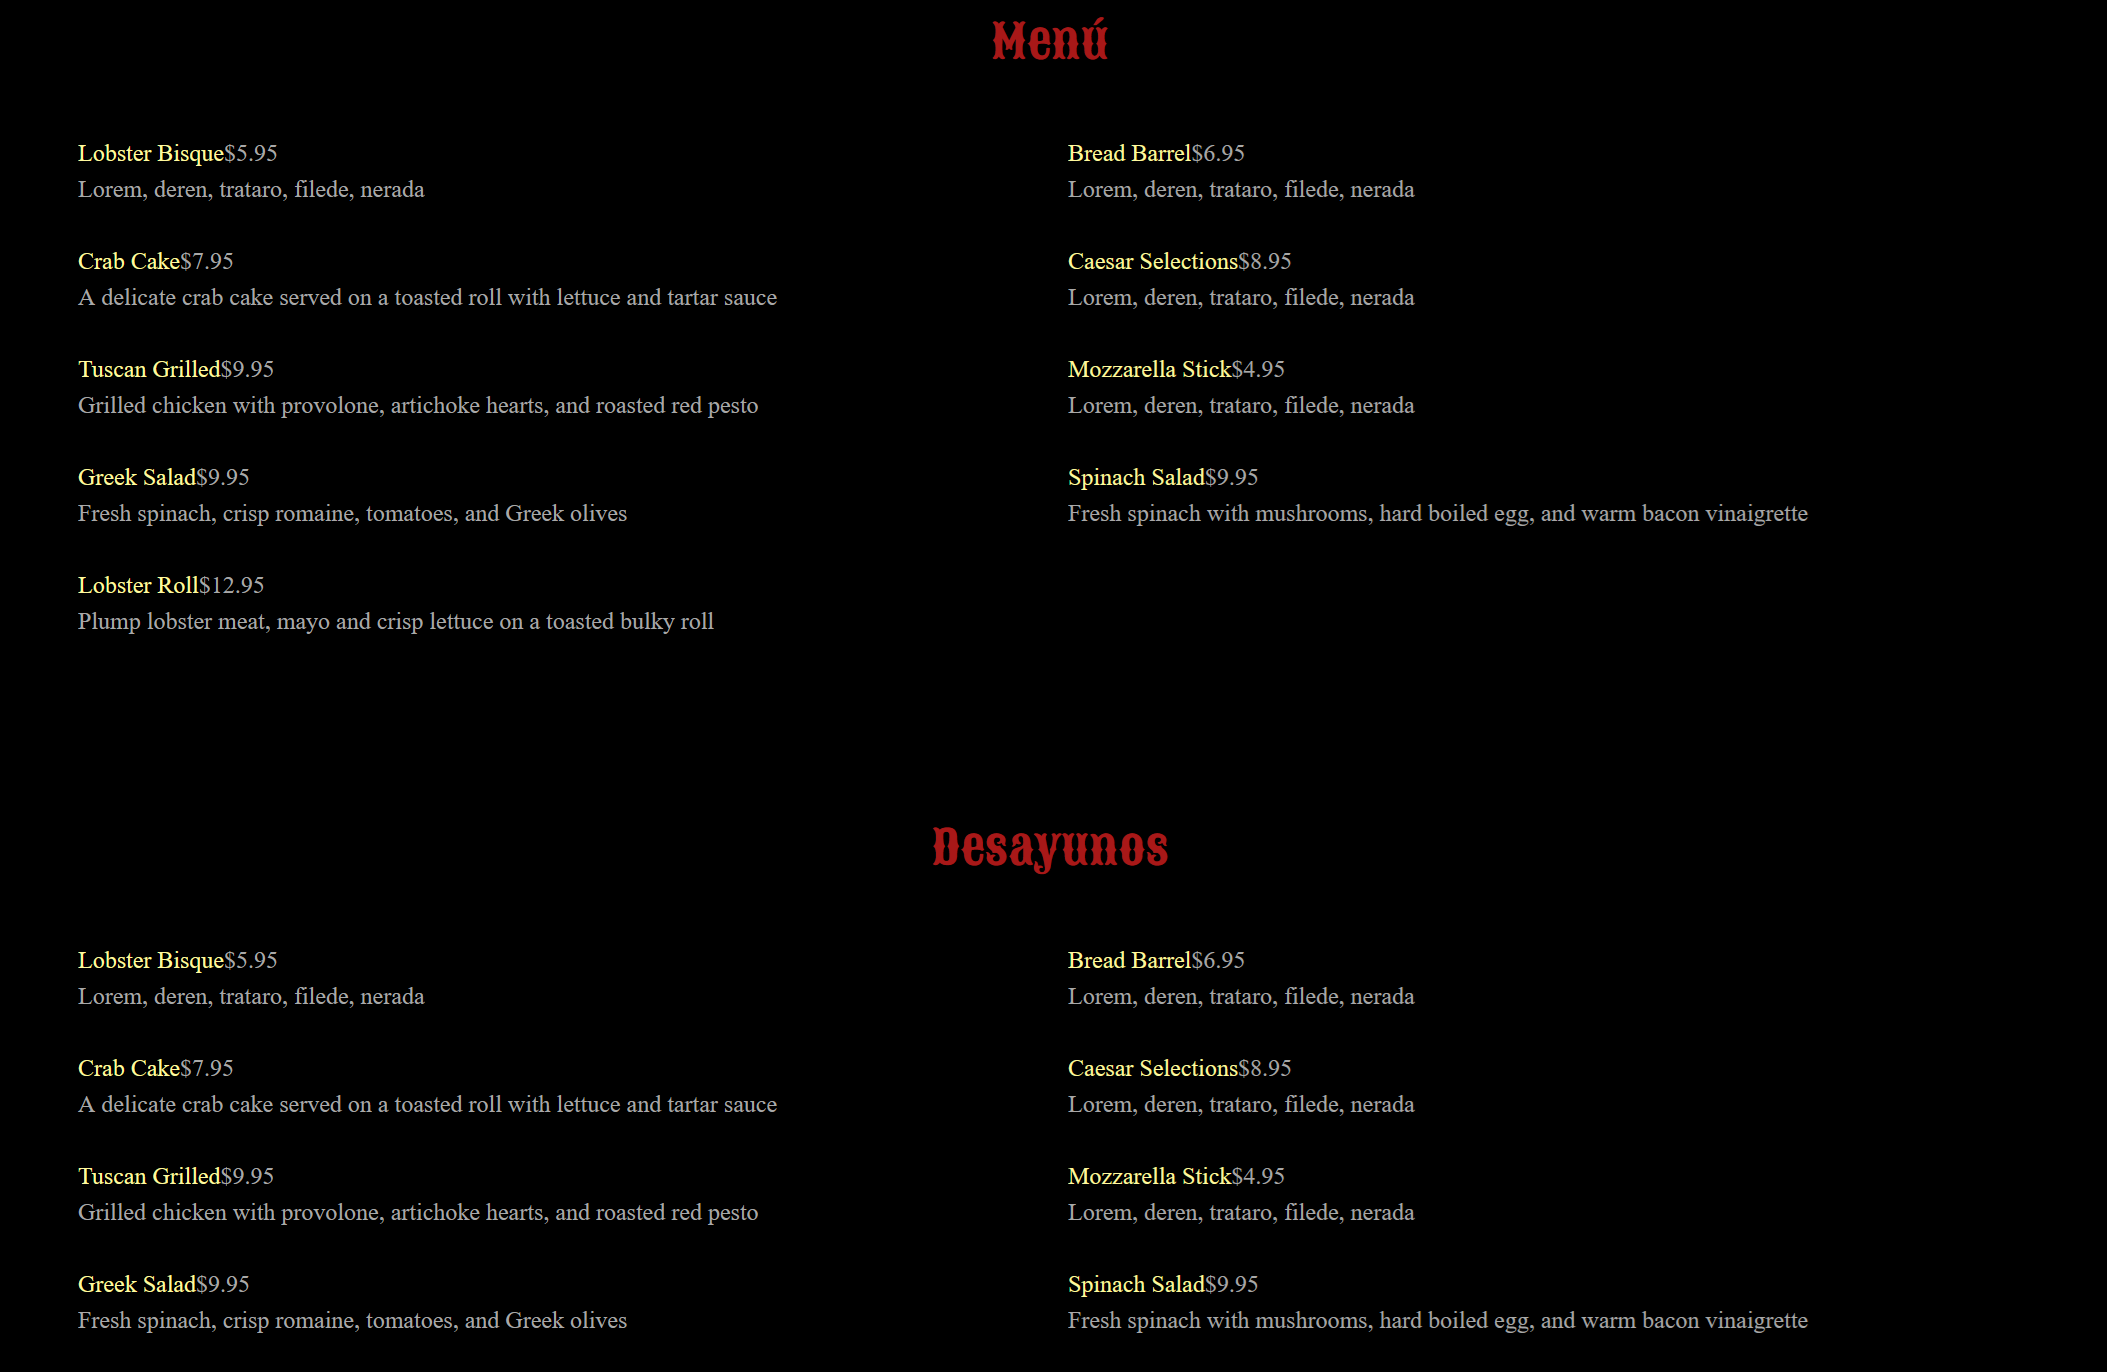 Menú
Lobster Bisque$5.95
Lorem, deren, trataro, filede, nerada
Crab Cake$7.95
A delicate crab cake served on a toasted roll with lettuce and tartar sauce
Tuscan Grilled$9.95
Grilled chicken with provolone, artichoke hearts, and roasted red pesto
Greek Salad$9.95
Fresh spinach, crisp romaine, tomatoes, and Greek olives
Lobster Roll$12.95
Plump lobster meat, mayo and crisp lettuce on a toasted bulky roll
Bread Barrel$6.95
Lorem, deren, trataro, filede, nerada
Caesar Selections$8.95
Lorem, deren, trataro, filede, nerada
Mozzarella Stick$4.95
Lorem, deren, trataro, filede, nerada
Spinach Salad$9.95
Fresh spinach with mushrooms, hard boiled egg, and warm bacon vinaigrette
Desayunos
Lobster Bisque$5.95
Lorem, deren, trataro, filede, nerada
Crab Cake$7.95
A delicate crab cake served on a toasted roll with lettuce and tartar sauce
Tuscan Grilled$9.95
Grilled chicken with provolone, artichoke hearts, and roasted red pesto
Greek Salad$9.95
Fresh spinach, crisp romaine, tomatoes, and Greek olives
Bread Barrel$6.95
Lorem, deren, trataro, filede, nerada
Caesar Selections$8.95
Lorem, deren, trataro, filede, nerada
Mozzarella Stick$4.95
Lorem, deren, trataro, filede, nerada
Spinach Salad$9.95
Fresh spinach with mushrooms, hard boiled egg, and warm bacon vinaigrette